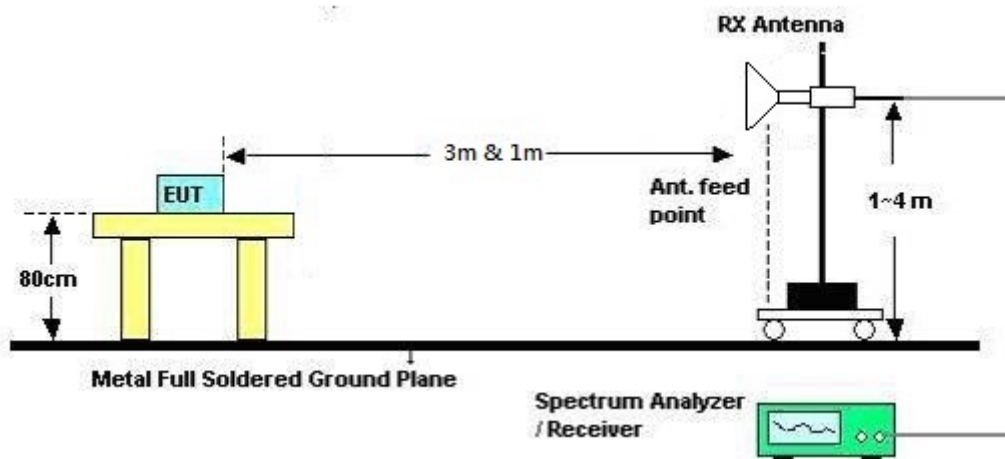 RX Antenna
3m & 1m
EUT
Ant. feed
point
1~4 m
80cm
Metal Full Soldered Ground Plane
Spectrum Analyzer
/ Receiver